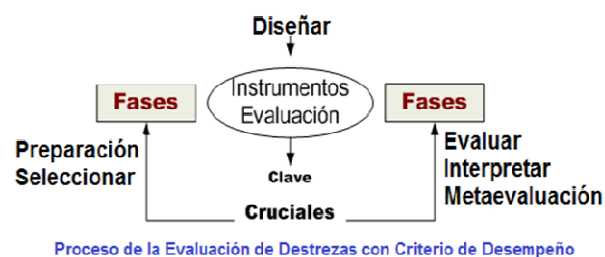 Diseñar
Fases
Instrumentos
Evaluación
Fases
Preparación
Seleccionar
Clave
Evaluar
Interpretar
Metaevaluación
Cruciales
Proceso de la Evaluación de Destrezas con Criterio de Desempeño